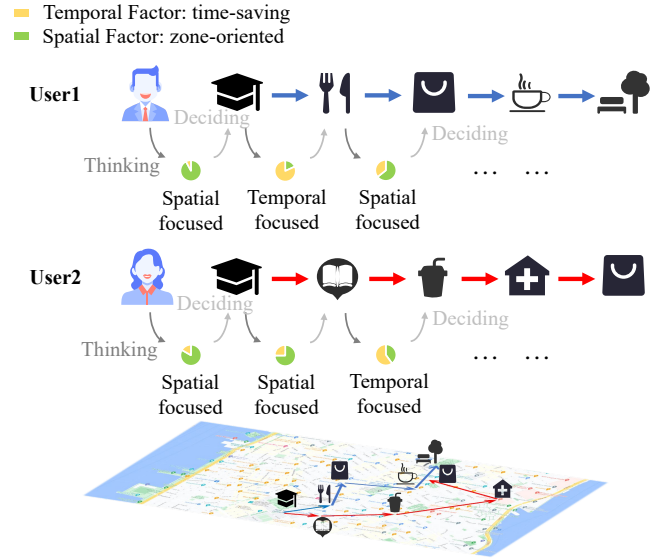 Temporal Factor: time-saving
Spatial Factor: zone-oriented
User1
Deciding
Deciding
Thinking
Spatial focused
Temporal focused
Spatial focused
... ...
User2
Deciding
Deciding
Thinking
Spatial focused
Spatial focused
Temporal focused
... ...